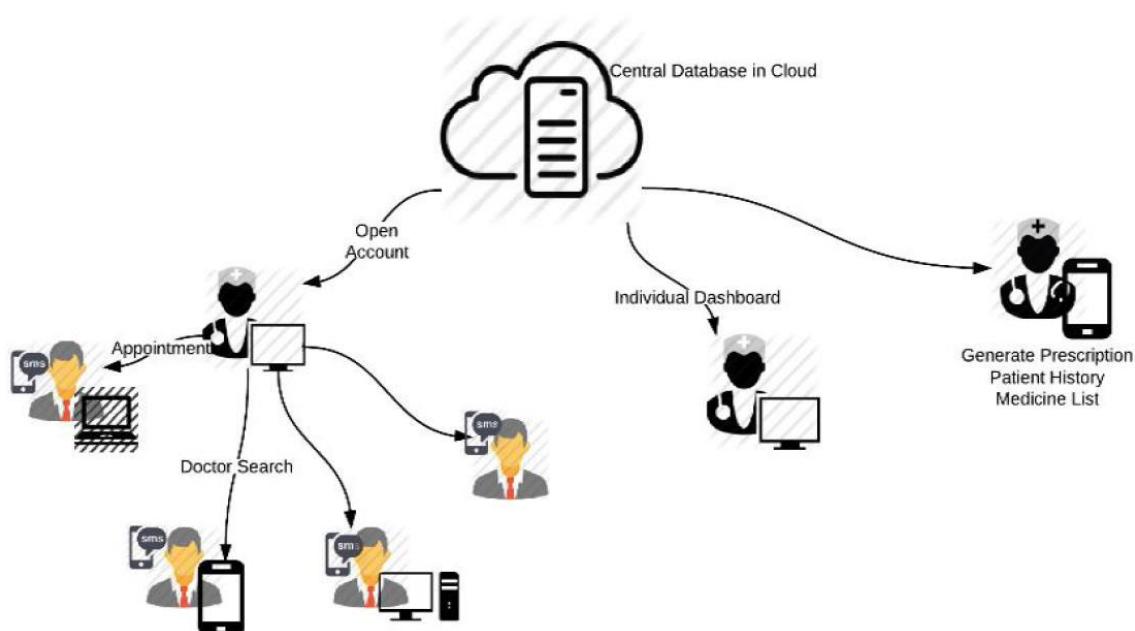 Central Database in Cloud
Open
Account
Individual Dashboard
Generate Prescription
Patient History
Medicine List
Appointment
sms
sms
Doctor Search
sms
sms